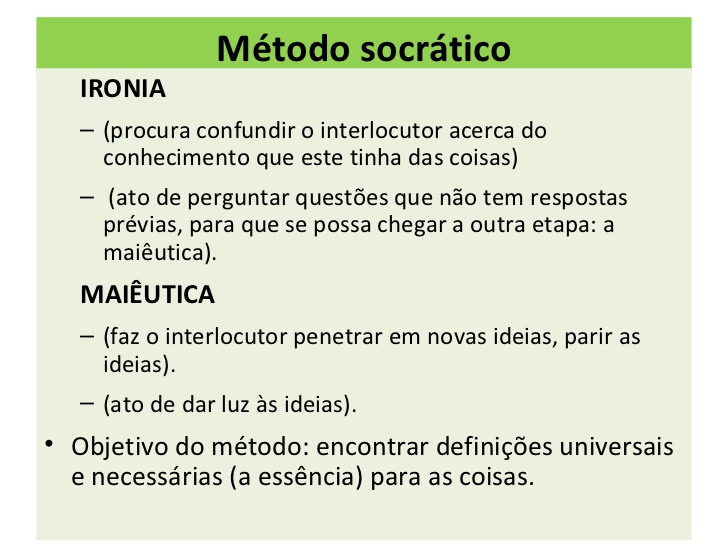 Método socrático
IRONIA
– (procura confundir o interlocutor acerca do
conhecimento que este tinha das coisas)
– (ato de perguntar questões que não tem respostas
prévias, para que se possa chegar a outra etapa: a
maiêutica).
MAIÊUTICA
– (faz o interlocutor penetrar em novas ideias, parir as
ideias).
– (ato de dar luz às ideias).
• Objetivo do método: encontrar definições universais
e necessárias (a essência) para as coisas.